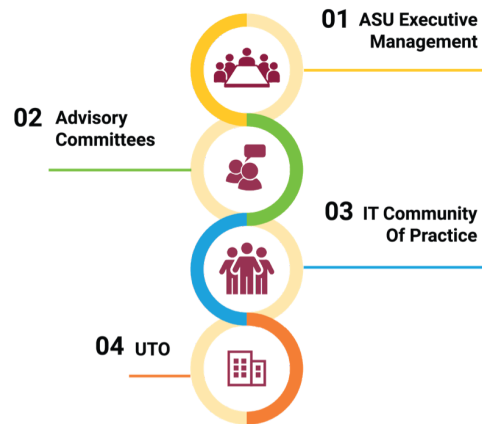 01 ASU Executive
Management
02 Advisory
Committees
03 IT Community
Of Practice
04 UTO